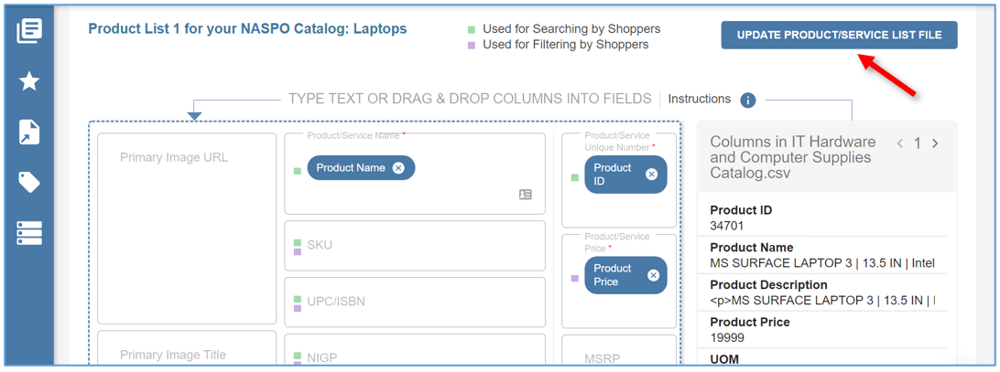 Product List 1 for your NASPO Catalog: Laptops
Used for Searching by Shoppers
Used for Filtering by Shoppers
UPDATE PRODUCT/SERVICE LIST FILE
TYPE TEXT OR DRAG & DROP COLUMNS INTO FIELDS
Instructions
Primary Image URL
Primary Image Title
Product/Service Name *
Product Name
SKU
UPC/ISBN
NIGP
Product/Service
Unique Number *
Product
ID
Product/Service
Price *
Product
Price
MSRP
Columns in IT Hardware
and Computer Supplies
Catalog.csv
1
Product ID
34701
Product Name
MS SURFACE LAPTOP 3 | 13.5 IN | Intel
Product Description
<p>MS SURFACE LAPTOP 3 | 13.5 IN | I
Product Price
19999
UOM